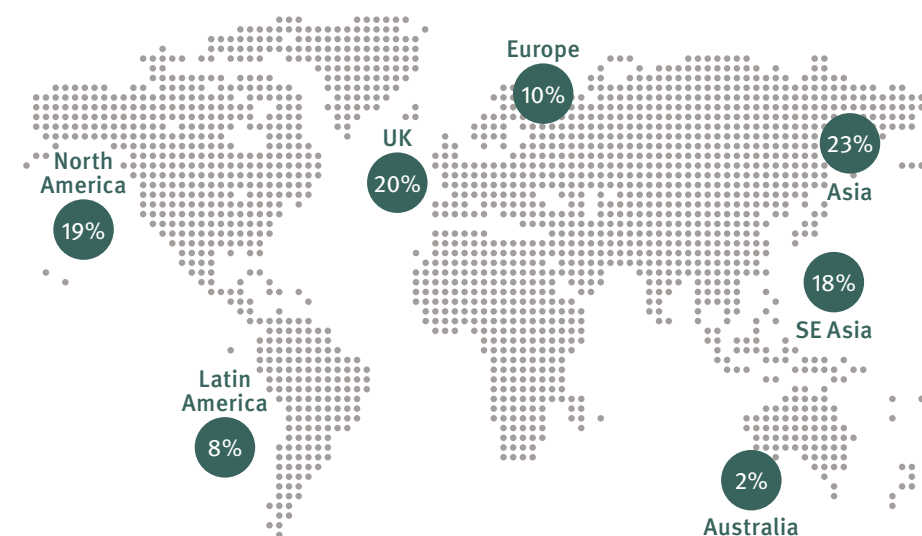 Europe
10%
UK
20%
23%
Asia
North
America
19%
18%
SE Asia
Latin
America
8%
2%
Australia